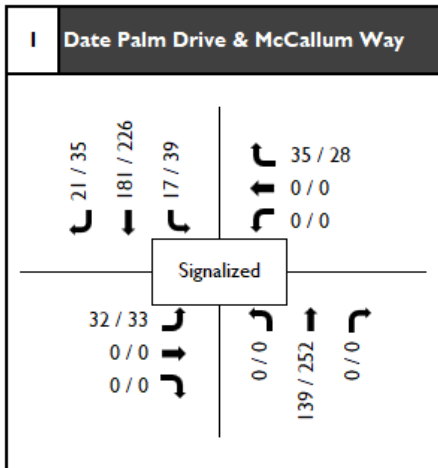 1 Date Palm Drive & McCallum Way
21 / 35
181 / 226
17 / 39
35 / 28
0 / 0
0 / 0
Signalized
32 / 33
0 / 0
0 / 0
0 / 0
139 / 252
0 / 0